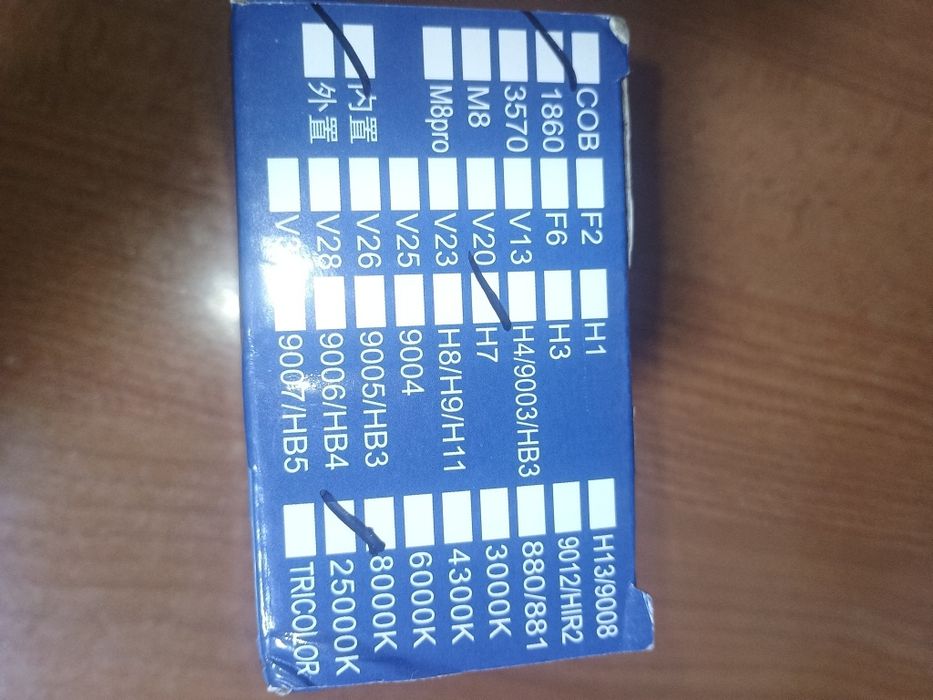 COB F2 H1 H13/9008
1860 F6 H3 9012/HIR2
3570 V13 H4/9003/HB3 880/881
M8 V20 H7 3000K
M8pro V23 H8/H9/H11 4300K
V25 9004 6000K
内置 V26 9005/HB3 8000K
外置 V28 9006/HB4 25000K
9007/HB5 TRICOLOR